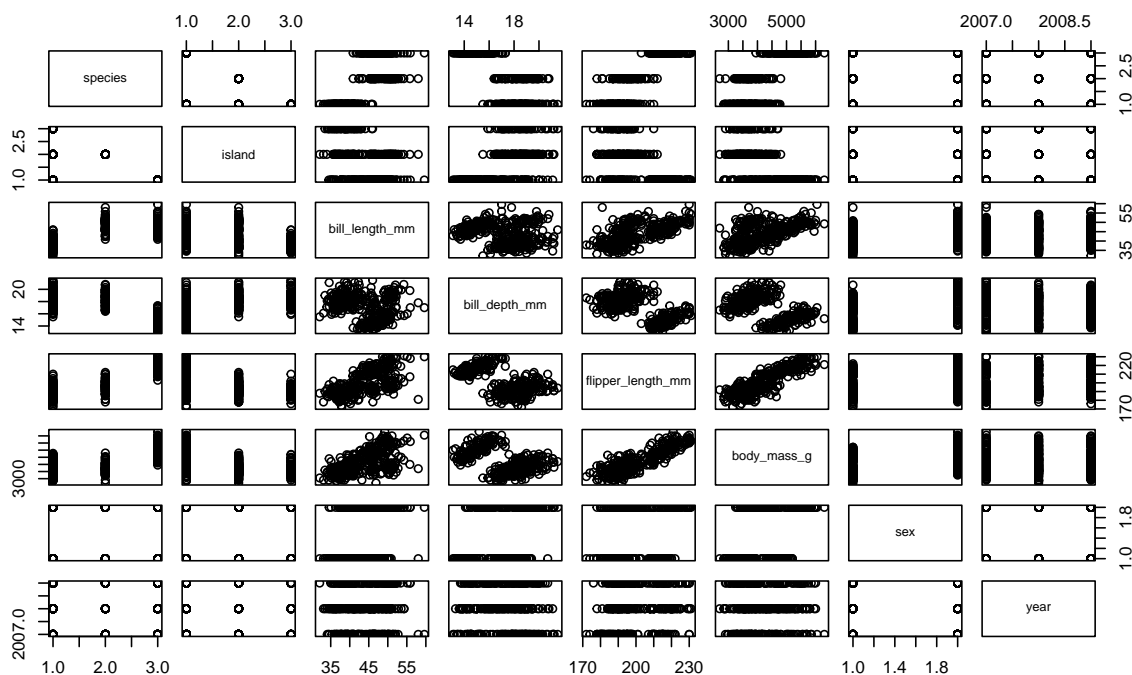 1.0 2.0 3.0 14 18 3000 5000 2007.0 2008.5
species 1.0 2.5
1.0 2.5 island
bill_length_mm 35 45 55
14 20 bill_depth_mm
flipper_length_mm 170 220
3000 body_mass_g
sex 1.0 1.8
2007.0 year
1.0 2.0 3.0 35 45 55 170 200 230 1.0 1.4 1.8